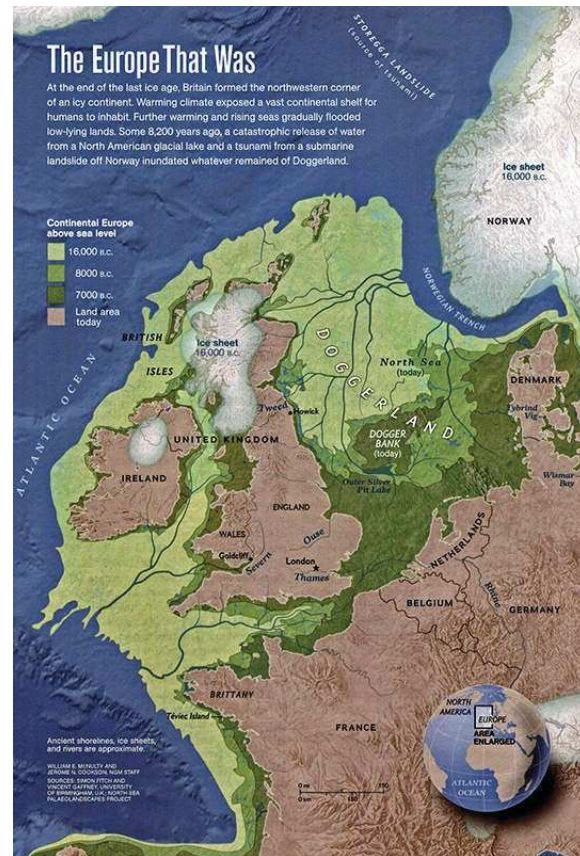 STOREGGA LANDSLIDE
(source of tsunami)
The Europe That Was
At the end of the last ice age, Britain formed the northwestern corner
of an icy continent. Warming climate exposed a vast continental shelf for
humans to inhabit. Further warming and rising seas gradually flooded
low-lying lands. Some 8,200 years ago, a catastrophic release of water
from a North American glacial lake and a tsunami from a submarine
landslide off Norway inundated whatever remained of Doggerland.
Ice sheet
16,000 B.C.
NORWAY
Continental Europe
above sea level
16,000 B.C.
8000 B.C.
7000 B.C.
Land area
today
NORWEGIAN TRENCH
BRITISH
ISLES
Ice sheet
16,000 B.C.
DOGGERLAND
North Sea
(today)
DENMARK
ATLANTIC OCEAN
Tweed
Howick
Tybrind
Vig
UNITED KINGDOM
DOGGER
BANK
(today)
IRELAND
Outer Silver
Pit Lake
Wismar
Bay
ENGLAND
WALES
Ouse
NETHERLANDS
Goldcliff
Severn
London
Thames
BELGIUM
Rhine
GERMANY
BRITTANY
Téviec Island
FRANCE
NORTH
AMERICA
EUROPE
AREA
ENLARGED
ATLANTIC
OCEAN
Ancient shorelines, ice sheets,
and rivers are approximate.
WILLIAM E. MCNULTY AND
JEROME N. COOKSON, NGM STAFF
SOURCES: SIMON FITCH AND
VINCENT GAFFNEY, UNIVERSITY
OF BIRMINGHAM, U.K.; NORTH SEA
PALAEOLANDSCAPES PROJECT
0 mi
0 km